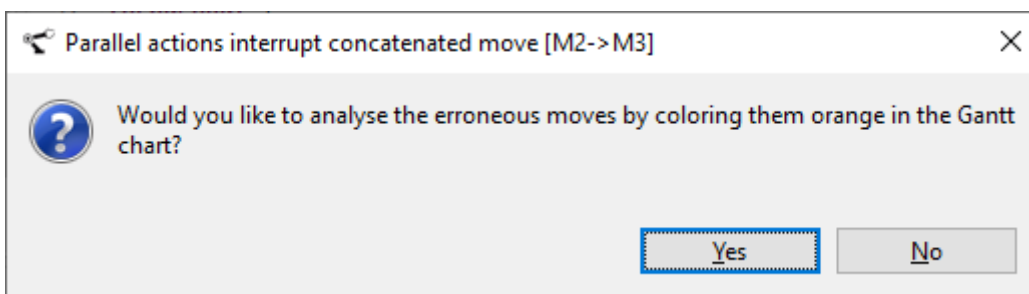 Parallel actions interrupt concatenated move [M2->M3]
Would you like to analyse the erroneous moves by coloring them orange in the Gantt
chart?
Yes
No